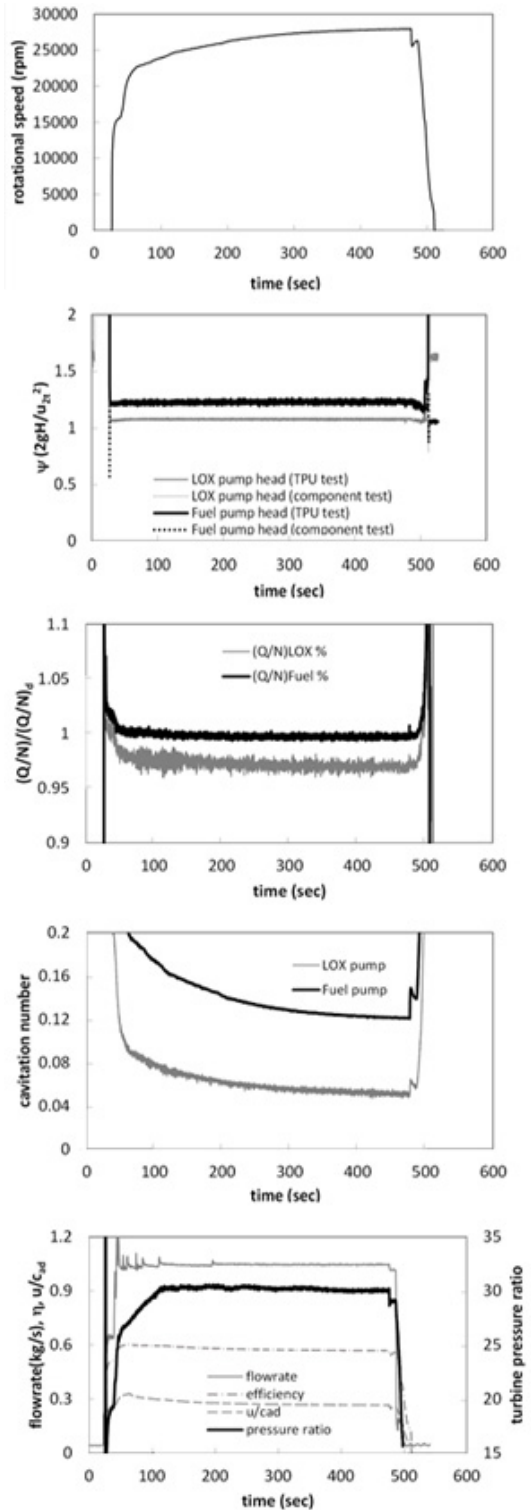 30000
25000
20000
15000
10000
5000
0
rotational speed (rpm)
0 100 200 300 400 500 600
time (sec)
2
1.5
1
0.5
0
Ψ (2gH/u₂ₜ²)
LOX pump head (TPU test)
LOX pump head (component test)
Fuel pump head (TPU test)
Fuel pump head (component test)
0 100 200 300 400 500 600
time (sec)
1.1
1.05
1
0.95
0.9
(Q/N)/(Q/N)d
(Q/N)LOX %
(Q/N)Fuel %
0 100 200 300 400 500 600
time (sec)
0.2
0.16
0.12
0.08
0.04
0
cavitation number
LOX pump
Fuel pump
0 100 200 300 400 500 600
time (sec)
1.2
0.9
0.6
0.3
0
flowrate(kg/s), η, u/cad
flowrate
efficiency
u/cad
pressure ratio
35
30
25
20
15
turbine pressure ratio
0 100 200 300 400 500 600
time (sec)